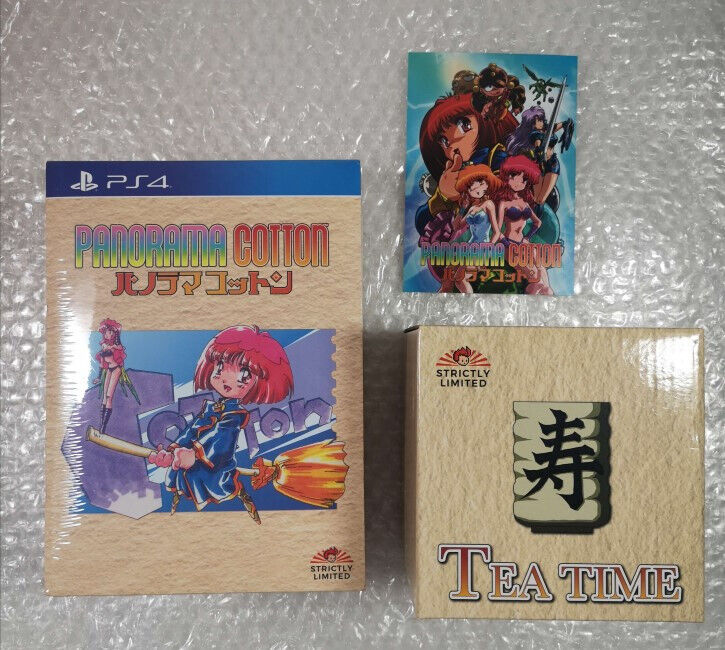 PS4
PANORAMA COTTON
パノラマ コットン
Cotton
STRICTLY
LIMITED
PANORAMA COTTON
パノラマ コットン
STRICTLY
LIMITED
寿
TEA TIME